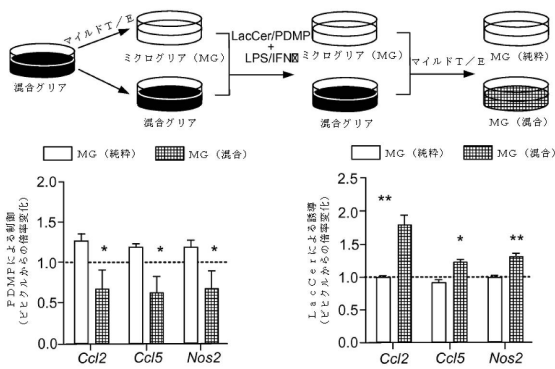 マイルドT／E
ミクログリア（MG）
混合グリア
混合グリア
LacCer/PDMP
+
LPS/IFN☒
ミクログリア（MG）
混合グリア
マイルドT／E
MG（純粋）
MG（混合）
MG（純粋） MG（混合）
PDMPによる制御
（ビヒクルからの倍率変化）
2.0
1.5
1.0
0.5
0.0
* * *
Ccl2 Ccl5 Nos2
MG（純粋） MG（混合）
LacCerによる誘導
（ビヒクルからの倍率変化）
2.5
2.0
1.5
1.0
0.5
0.0
** * **
Ccl2 Ccl5 Nos2